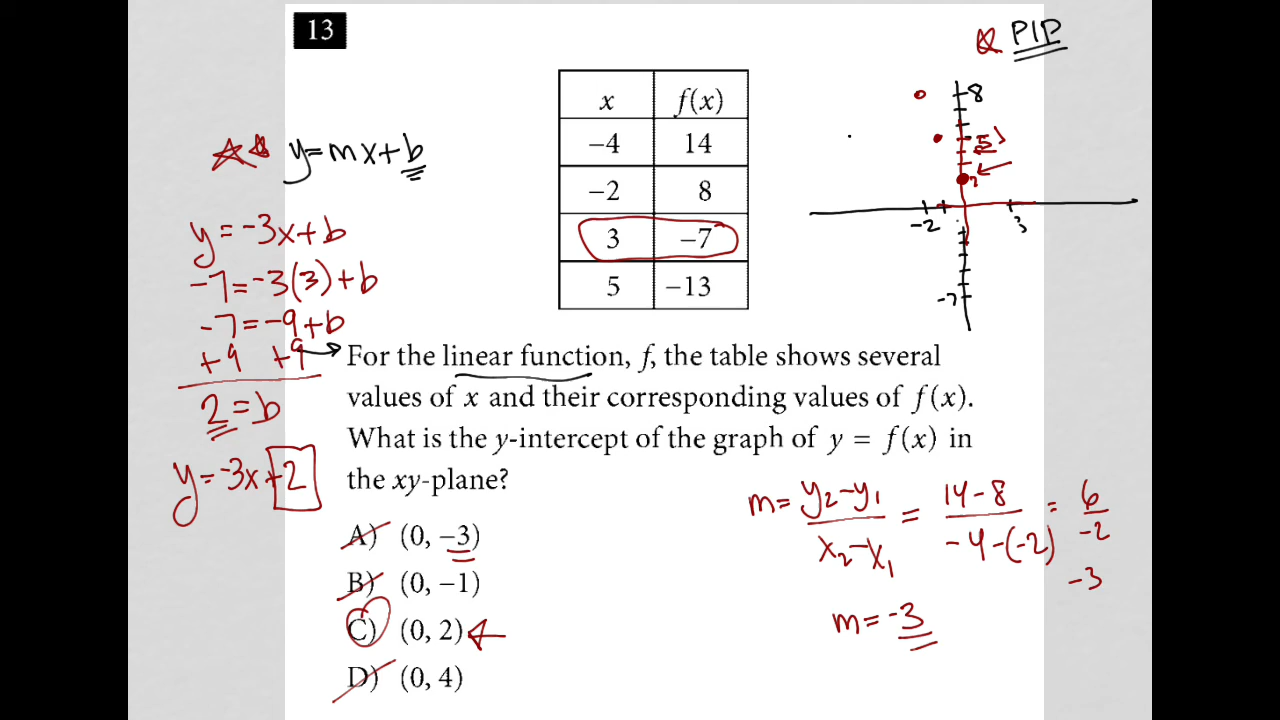 13
PIP
x f(x)
−4 14
−2 8
3 −7
5 −13
y=mx+b
y=-3x+b
-7=-3(3)+b
-7=-9+b
+9 +9
2=b
y=-3x+2
8
5
-2
3
-7
For the linear function, f, the table shows several
values of x and their corresponding values of f(x).
What is the y-intercept of the graph of y = f(x) in
the xy-plane?
A) (0, −3)
B) (0, −1)
C) (0, 2)
D) (0, 4)
m= y2-y1 / x2-x1 = 14-8 / -4-(-2) = 6 / -2
-3
m=-3